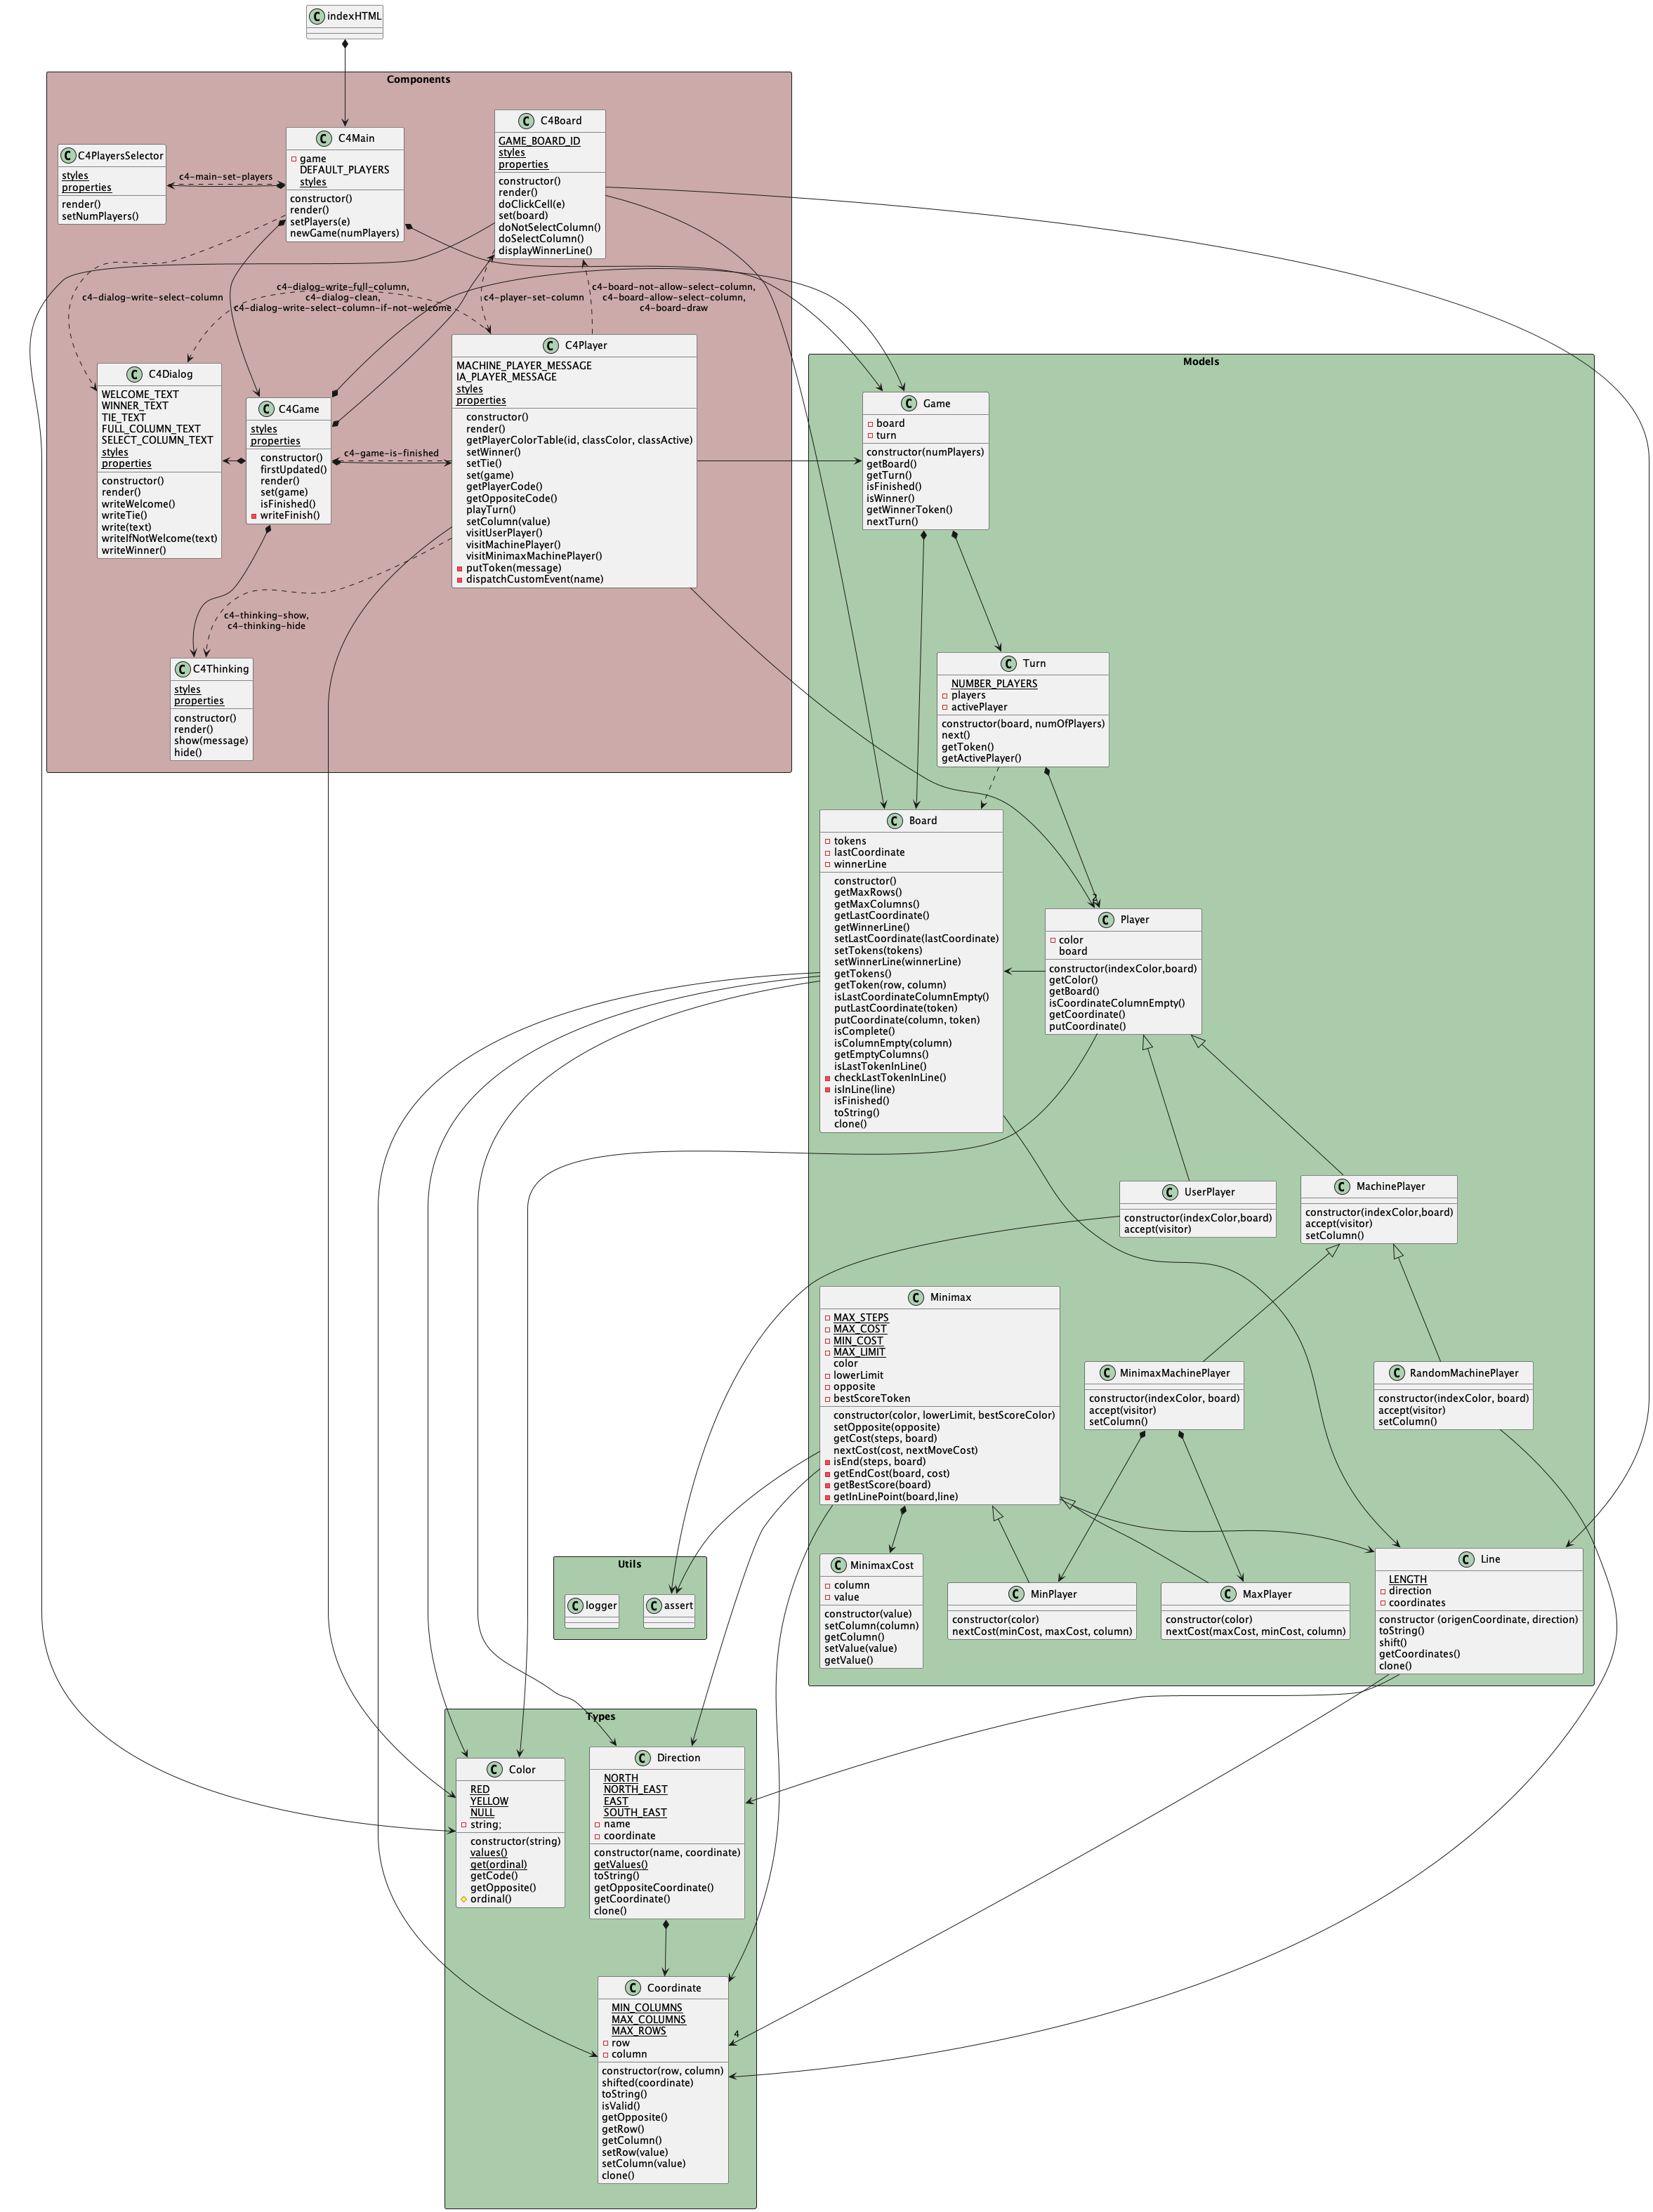 C indexHTML
Components
C C4PlayersSelector
styles
properties
render()
setNumPlayers()
c4-main-set-players
C C4Main
game
DEFAULT_PLAYERS
styles
constructor()
render()
setPlayers(e)
newGame(numPlayers)
C C4Board
GAME_BOARD_ID
styles
properties
constructor()
render()
doClickCell(e)
set(board)
doNotSelectColumn()
doSelectColumn()
displayWinnerLine()
c4-dialog-write-select-column
c4-dialog-write-full-column,
c4-dialog-clean,
c4-dialog-write-select-column-if-not-welcome
c4-player-set-column
c4-board-not-allow-select-column,
c4-board-allow-select-column,
c4-board-draw
C C4Dialog
WELCOME_TEXT
WINNER_TEXT
TIE_TEXT
FULL_COLUMN_TEXT
SELECT_COLUMN_TEXT
styles
properties
constructor()
render()
writeWelcome()
writeTie()
write(text)
writeIfNotWelcome(text)
writeWinner()
C C4Game
styles
properties
constructor()
firstUpdated()
render()
set(game)
isFinished()
writeFinish()
c4-game-is-finished
C C4Player
MACHINE_PLAYER_MESSAGE
IA_PLAYER_MESSAGE
styles
properties
constructor()
render()
getPlayerColorTable(id, classColor, classActive)
setWinner()
setTie()
set(game)
getPlayerCode()
getOppositeCode()
playTurn()
setColumn(value)
visitUserPlayer()
visitMachinePlayer()
visitMinimaxMachinePlayer()
putToken(message)
dispatchCustomEvent(name)
c4-thinking-show,
c4-thinking-hide
C C4Thinking
styles
properties
constructor()
render()
show(message)
hide()
Models
C Game
board
turn
constructor(numPlayers)
getBoard()
getTurn()
isFinished()
isWinner()
getWinnerToken()
nextTurn()
C Turn
NUMBER_PLAYERS
players
activePlayer
constructor(board, numOfPlayers)
next()
getToken()
getActivePlayer()
C Board
tokens
lastCoordinate
winnerLine
constructor()
getMaxRows()
getMaxColumns()
getLastCoordinate()
getWinnerLine()
setLastCoordinate(lastCoordinate)
setTokens(tokens)
setWinnerLine(winnerLine)
getTokens()
getToken(row, column)
isLastCoordinateColumnEmpty()
putLastCoordinate(token)
putCoordinate(column, token)
isComplete()
isColumnEmpty(column)
getEmptyColumns()
isLastTokenInLine()
checkLastTokenInLine()
isInLine(line)
isFinished()
toString()
clone()
2
C Player
color
board
constructor(indexColor,board)
getColor()
getBoard()
isCoordinateColumnEmpty()
getCoordinate()
putCoordinate()
C UserPlayer
constructor(indexColor,board)
accept(visitor)
C MachinePlayer
constructor(indexColor,board)
accept(visitor)
setColumn()
C Minimax
MAX_STEPS
MAX_COST
MIN_COST
MAX_LIMIT
color
lowerLimit
opposite
bestScoreToken
constructor(color, lowerLimit, bestScoreColor)
setOpposite(opposite)
getCost(steps, board)
nextCost(cost, nextMoveCost)
isEnd(steps, board)
getEndCost(board, cost)
getBestScore(board)
getInLinePoint(board,line)
C MinimaxMachinePlayer
constructor(indexColor, board)
accept(visitor)
setColumn()
C RandomMachinePlayer
constructor(indexColor, board)
accept(visitor)
setColumn()
Utils
C logger
C assert
C MinimaxCost
column
value
constructor(value)
setColumn(column)
getColumn()
setValue(value)
getValue()
C MinPlayer
constructor(color)
nextCost(minCost, maxCost, column)
C MaxPlayer
constructor(color)
nextCost(maxCost, minCost, column)
C Line
LENGTH
direction
coordinates
constructor (origenCoordinate, direction)
toString()
shift()
getCoordinates()
clone()
Types
C Color
RED
YELLOW
NULL
string;
constructor(string)
values()
get(ordinal)
getCode()
getOpposite()
ordinal()
C Direction
NORTH
NORTH_EAST
EAST
SOUTH_EAST
name
coordinate
constructor(name, coordinate)
getValues()
toString()
getOppositeCoordinate()
getCoordinate()
clone()
C Coordinate
MIN_COLUMNS
MAX_COLUMNS
MAX_ROWS
row
column
constructor(row, column)
shifted(coordinate)
toString()
isValid()
getOpposite()
getRow()
getColumn()
setRow(value)
setColumn(value)
clone()
4